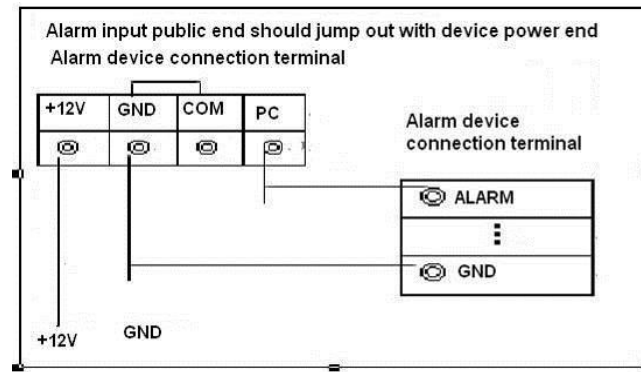 Alarm input public end should jump out with device power end
Alarm device connection terminal
+12V GND COM PC
Alarm device
connection terminal
ALARM
GND
+12V GND